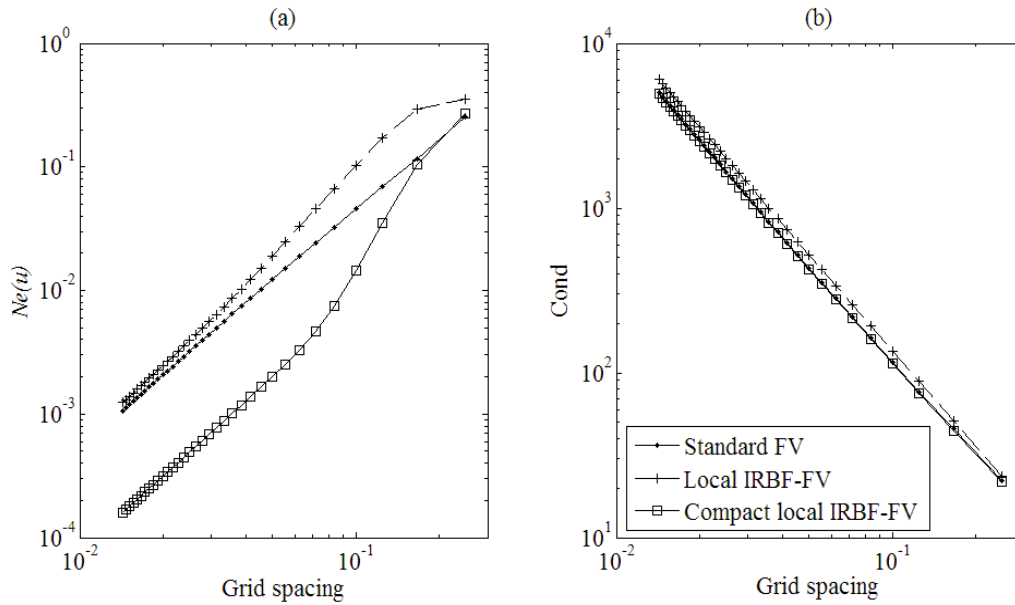 (a)
10^0
10^-1
10^-2
10^-3
10^-4
Ne(u)
10^-2
10^-1
Grid spacing
(b)
10^4
10^3
10^2
10^1
Cond
10^-2
10^-1
Grid spacing
Standard FV
Local IRBF-FV
Compact local IRBF-FV